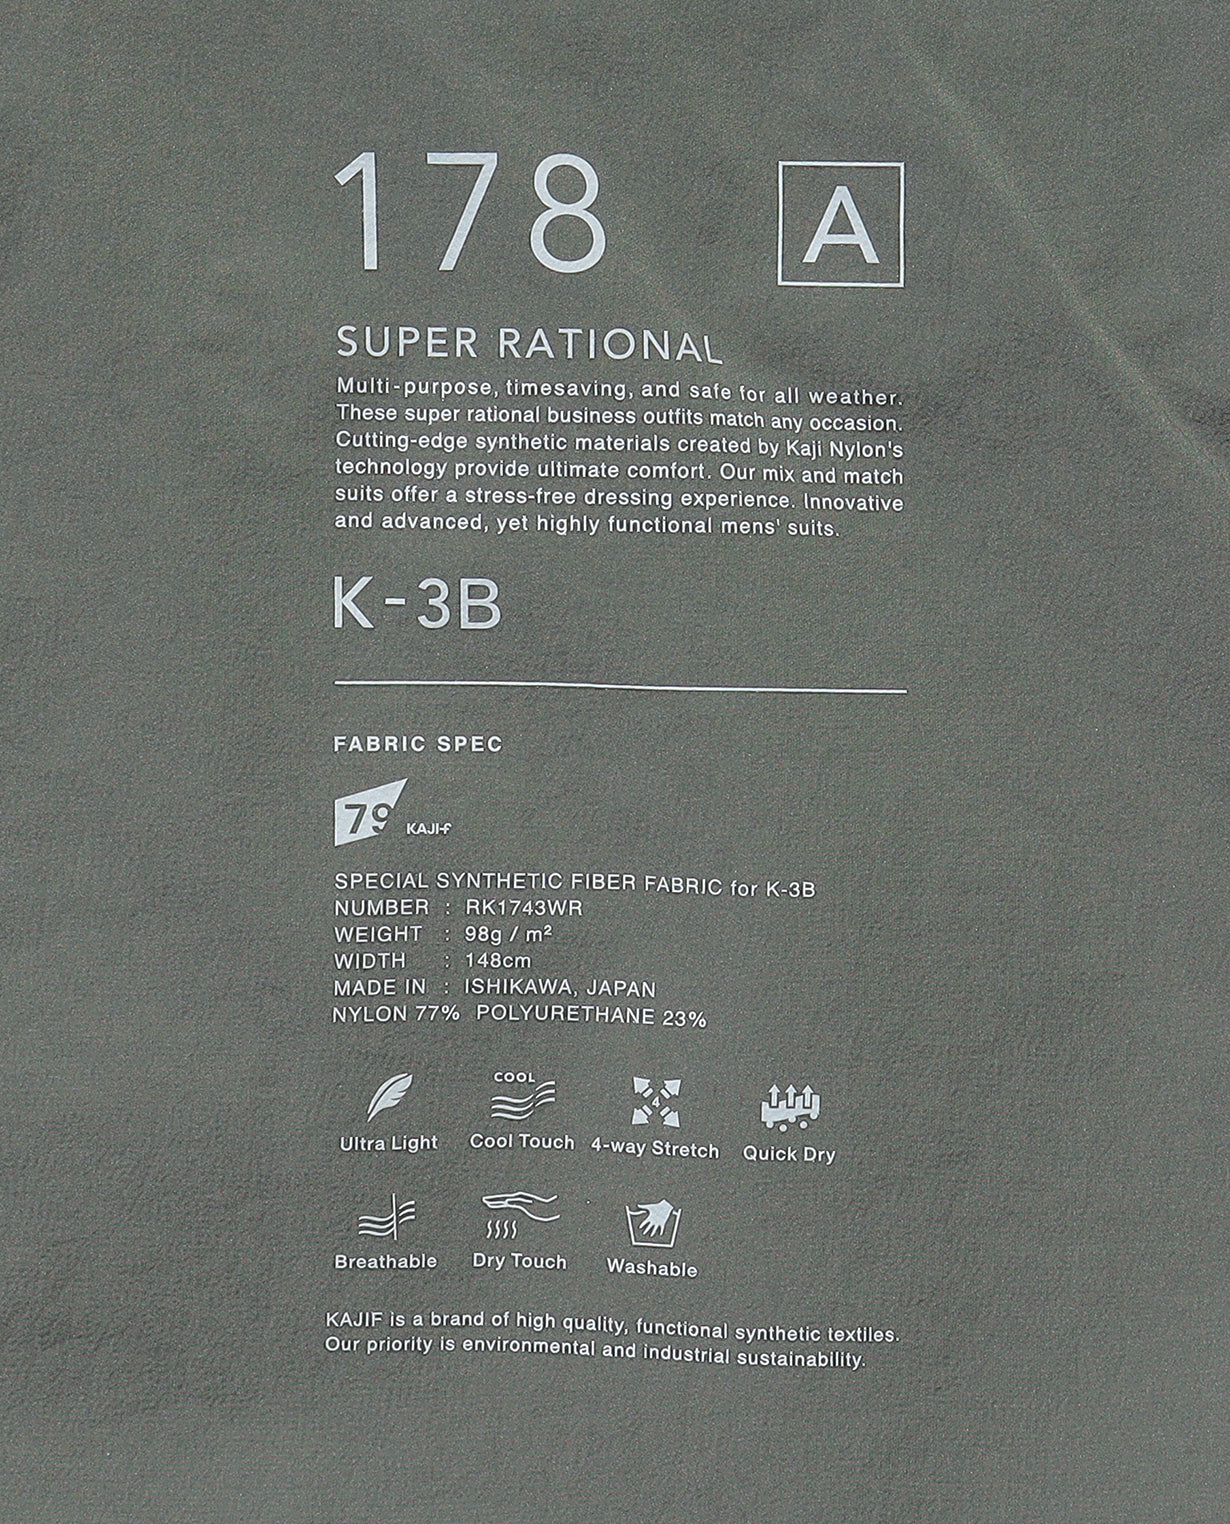 178 A
SUPER RATIONAL
Multi-purpose, timesaving, and safe for all weather.
These super rational business outfits match any occasion.
Cutting-edge synthetic materials created by Kaji Nylon's
technology provide ultimate comfort. Our mix and match
suits offer a stress-free dressing experience. Innovative
and advanced, yet highly functional mens' suits.
K-3B
FABRIC SPEC
79 KAJI-f
SPECIAL SYNTHETIC FIBER FABRIC for K-3B
NUMBER : RK1743WR
WEIGHT : 98g / m²
WIDTH : 148cm
MADE IN : ISHIKAWA, JAPAN
NYLON 77% POLYURETHANE 23%
COOL
4
Ultra Light Cool Touch 4-way Stretch Quick Dry
Breathable Dry Touch Washable
KAJIF is a brand of high quality, functional synthetic textiles.
Our priority is environmental and industrial sustainability.